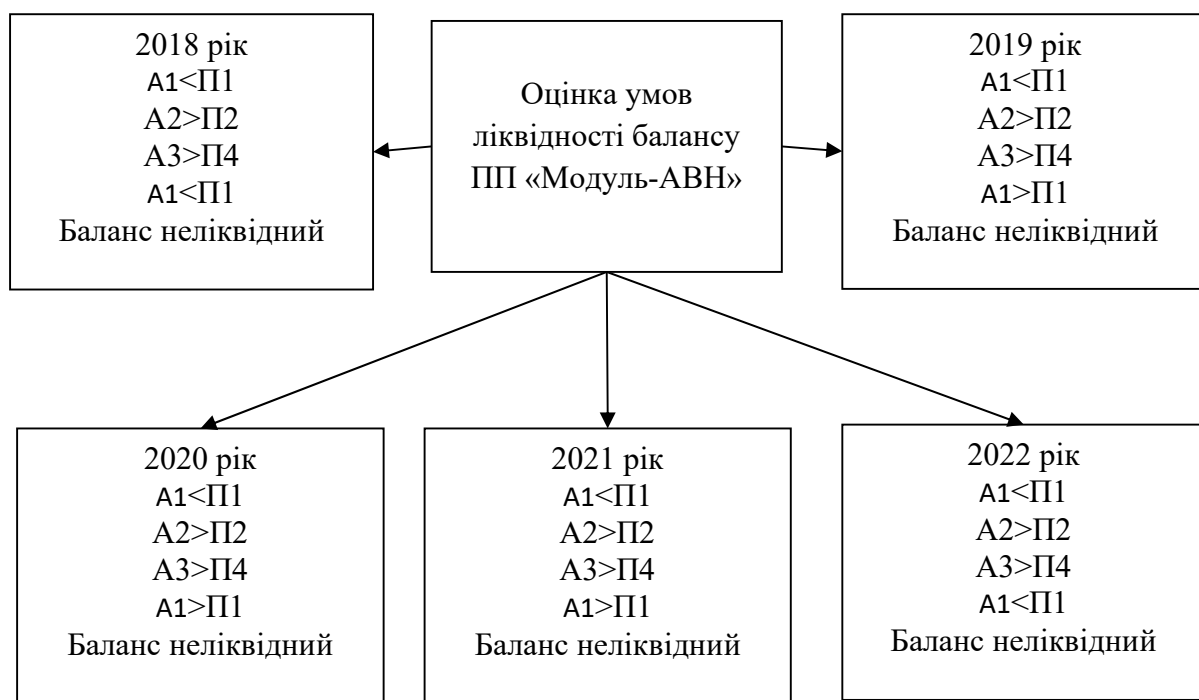 2018 рік
А1<П1
А2>П2
А3>П4
А1<П1
Баланс неліквідний
Оцінка умов
ліквідності балансу
ПП «Модуль-АВН»
2019 рік
А1<П1
А2>П2
А3>П4
А1>П1
Баланс неліквідний
2020 рік
А1<П1
А2>П2
А3>П4
А1>П1
Баланс неліквідний
2021 рік
А1<П1
А2>П2
А3>П4
А1>П1
Баланс неліквідний
2022 рік
А1<П1
А2>П2
А3>П4
А1<П1
Баланс неліквідний